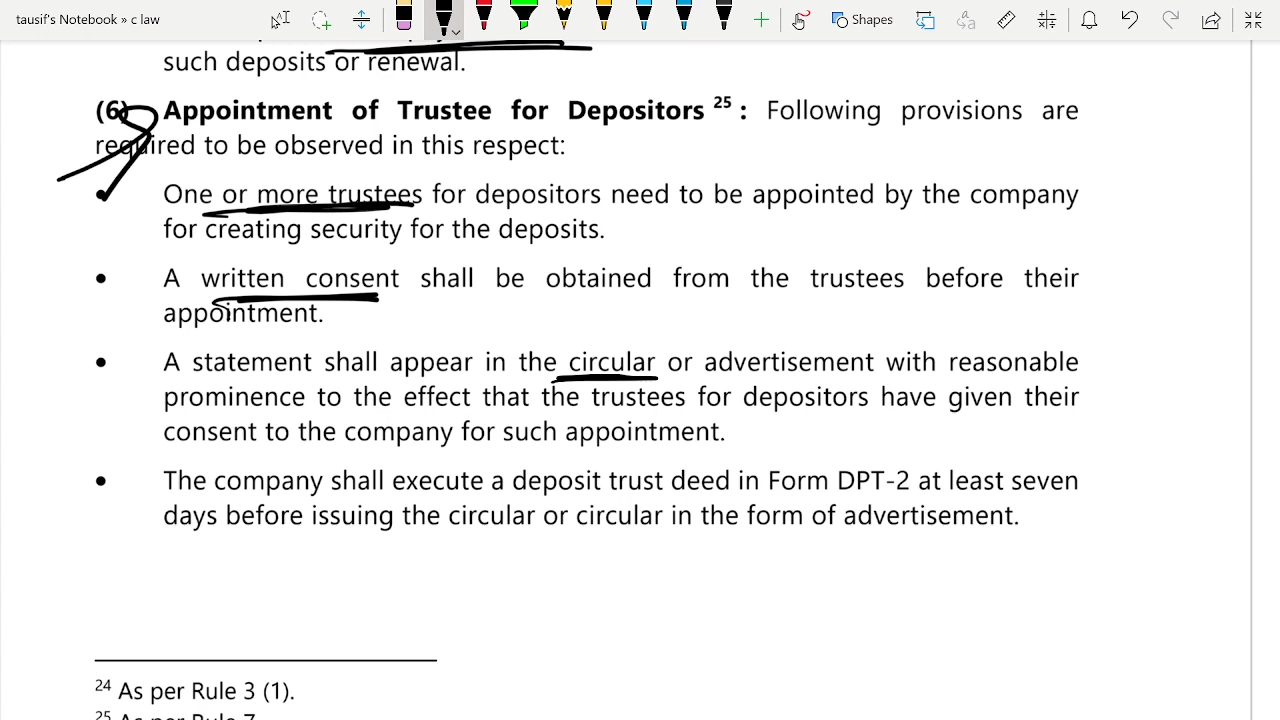 tausif's Notebook » c law
Shapes
such deposits or renewal.
(6) Appointment of Trustee for Depositors 25 : Following provisions are
required to be observed in this respect:
• One or more trustees for depositors need to be appointed by the company
for creating security for the deposits.
• A written consent shall be obtained from the trustees before their
appointment.
• A statement shall appear in the circular or advertisement with reasonable
prominence to the effect that the trustees for depositors have given their
consent to the company for such appointment.
• The company shall execute a deposit trust deed in Form DPT-2 at least seven
days before issuing the circular or circular in the form of advertisement.
24 As per Rule 3 (1).
25 As per Rule 7